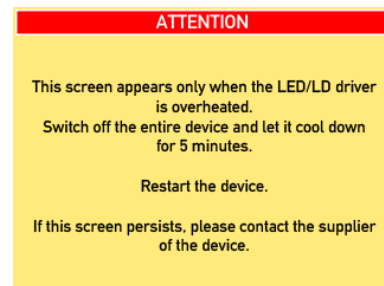 ATTENTION
This screen appears only when the LED/LD driver
is overheated.
Switch off the entire device and let it cool down
for 5 minutes.
Restart the device.
If this screen persists, please contact the supplier
of the device.